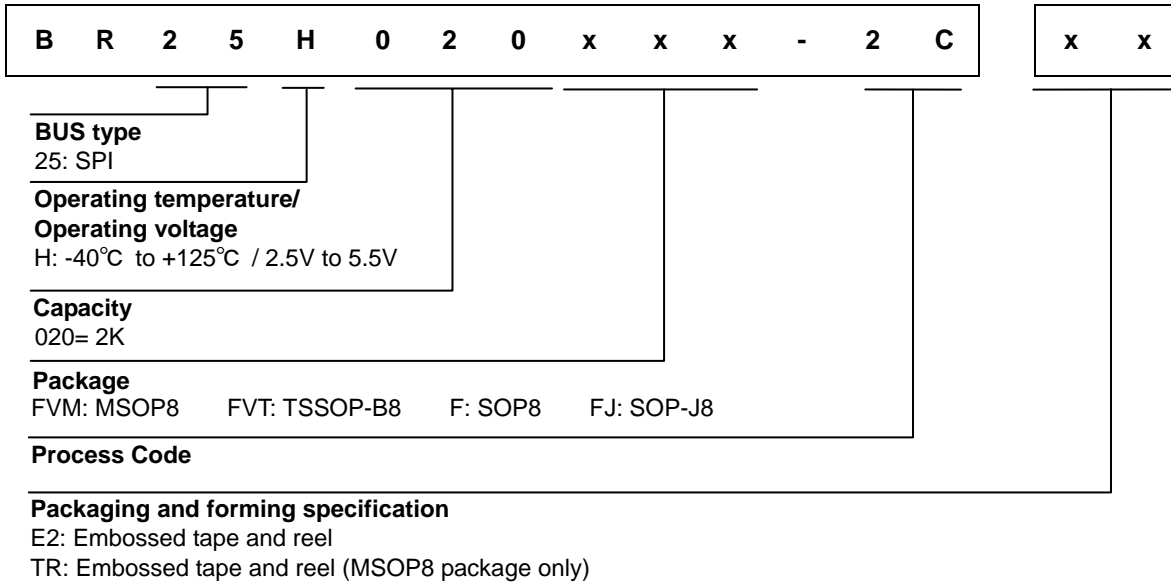 B R 2 5 H 0 2 0 x x x - 2 C x x
BUS type
25: SPI
Operating temperature/
Operating voltage
H: -40℃ to +125℃ / 2.5V to 5.5V
Capacity
020= 2K
Package
FVM: MSOP8 FVT: TSSOP-B8 F: SOP8 FJ: SOP-J8
Process Code
Packaging and forming specification
E2: Embossed tape and reel
TR: Embossed tape and reel (MSOP8 package only)